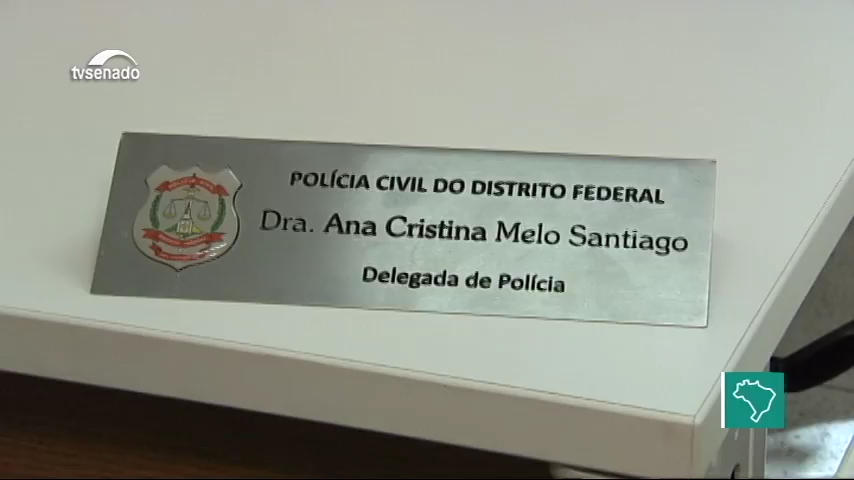 tvsenado
POLÍCIA CIVIL DO DISTRITO FEDERAL
Dra. Ana Cristina Melo Santiago
Delegada de Polícia